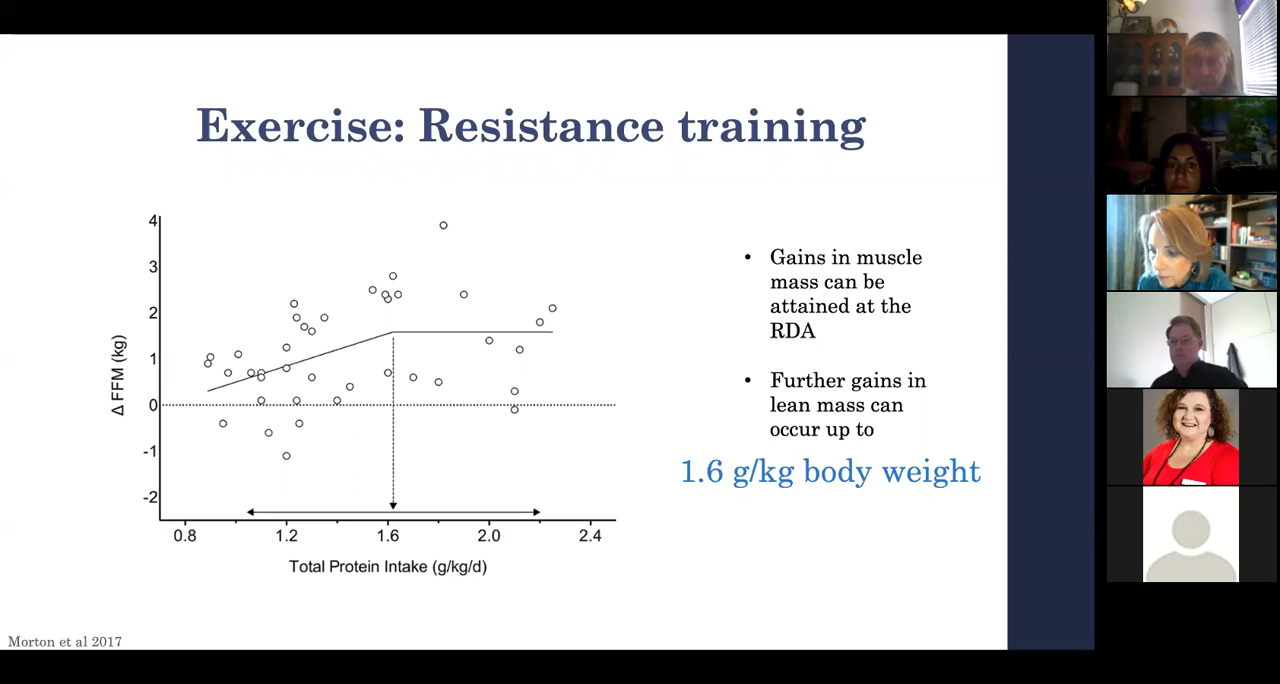 Exercise: Resistance training
4
3
2
1
0
-1
-2
Δ FFM (kg)
0.8 1.2 1.6 2.0 2.4
Total Protein Intake (g/kg/d)
• Gains in muscle
mass can be
attained at the
RDA
• Further gains in
lean mass can
occur up to
1.6 g/kg body weight
Morton et al 2017